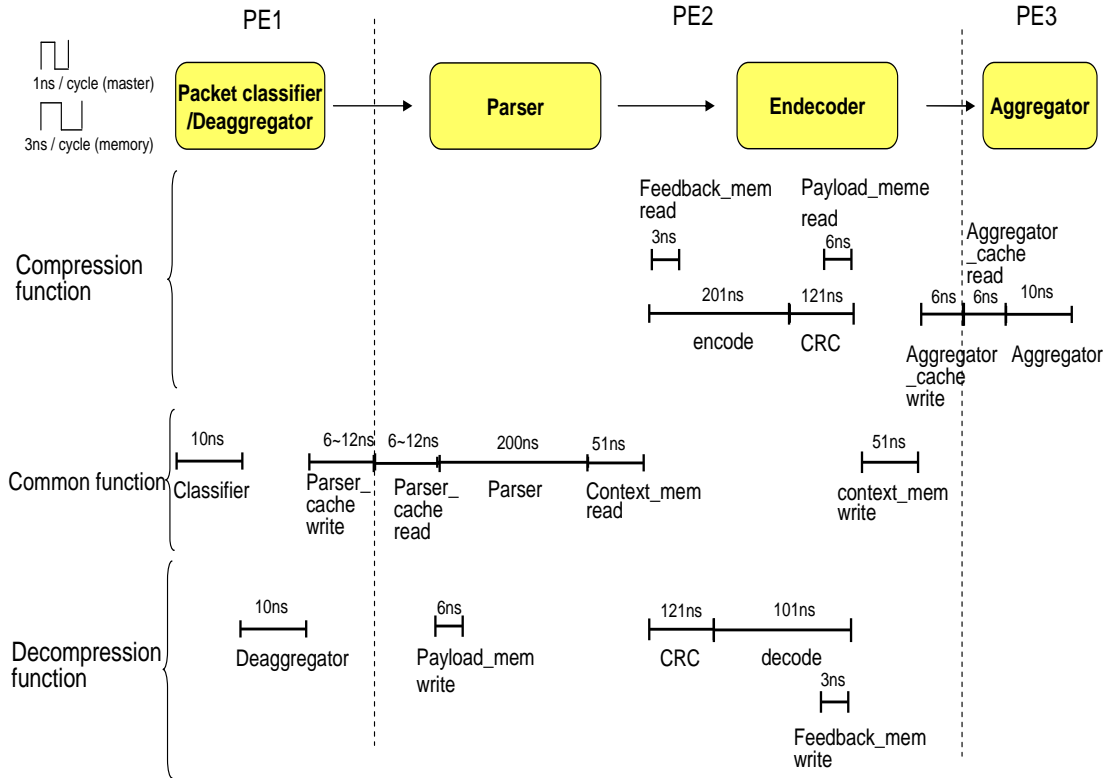 PE1
PE2
PE3
1ns / cycle (master)
3ns / cycle (memory)
Packet classifier
/Deaggregator
Parser
Endecoder
Aggregator
Compression
function
Feedback_mem
read
3ns
Payload_meme
read
6ns
201ns
encode
121ns
CRC
Aggregator
_cache
read
6ns
6ns
10ns
Aggregator
_cache
write
Aggregator
Common function
10ns
Classifier
6~12ns
Parser_
cache
write
6~12ns
Parser_
cache
read
200ns
Parser
51ns
Context_mem
read
51ns
context_mem
write
Decompression
function
10ns
Deaggregator
6ns
Payload_mem
write
121ns
CRC
101ns
decode
3ns
Feedback_mem
write